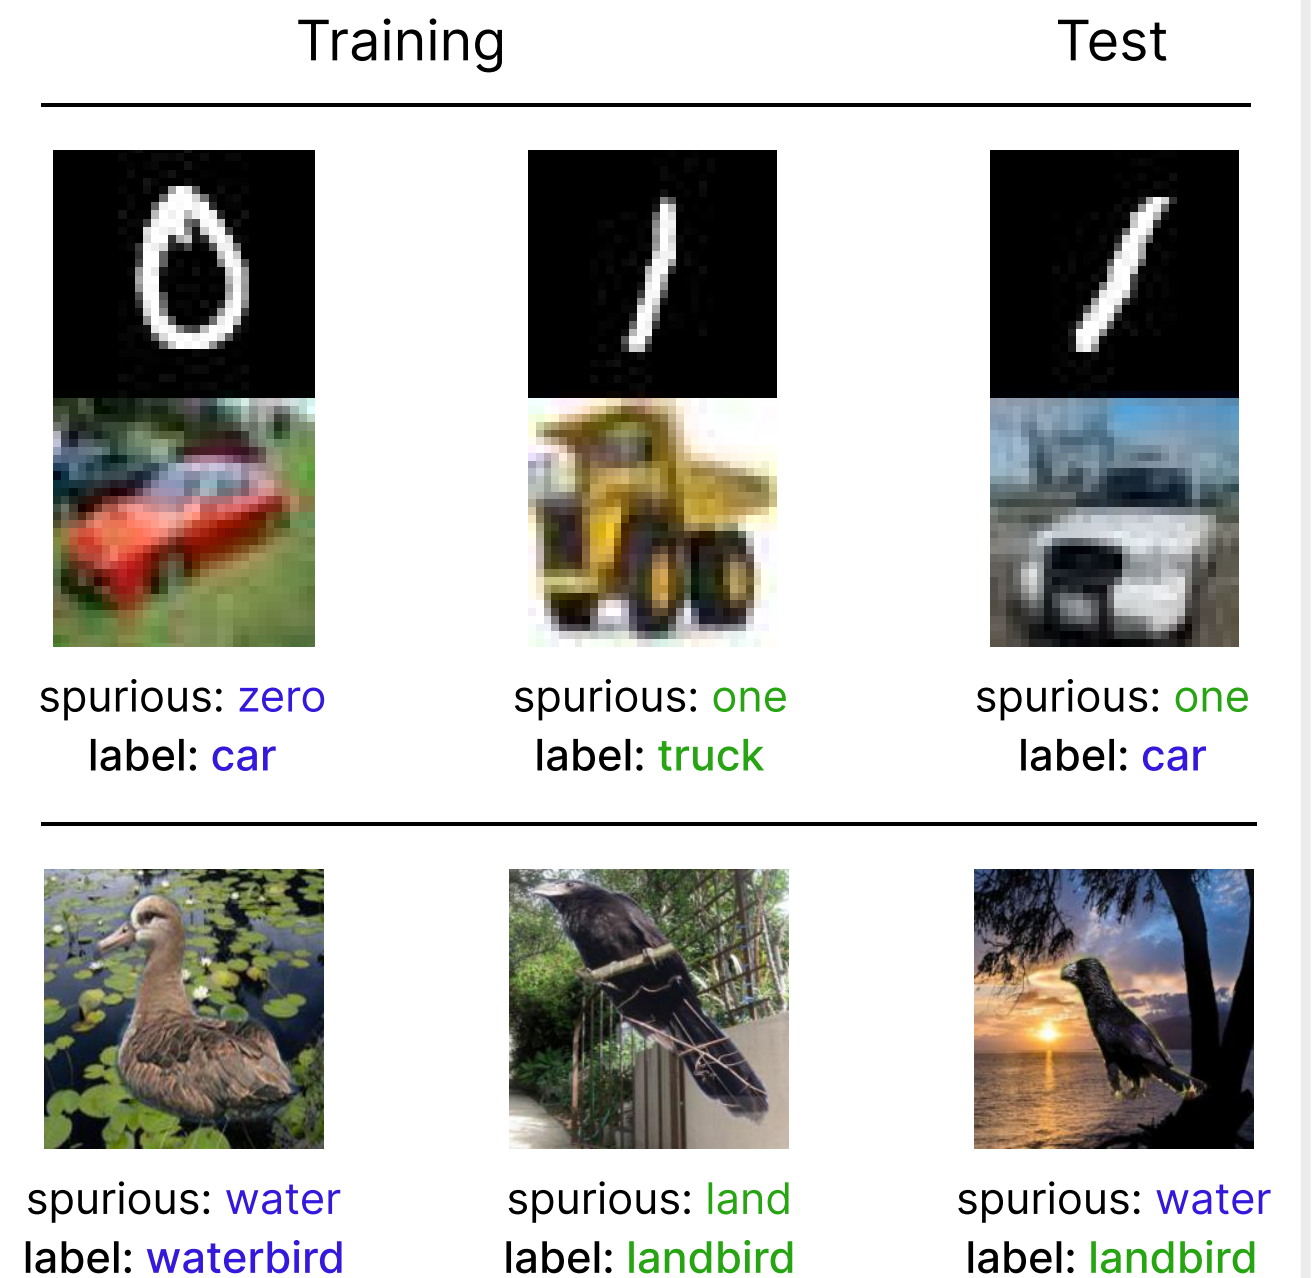 Training Test
spurious: zero spurious: one spurious: one
label: car label: truck label: car
spurious: water spurious: land spurious: water
label: waterbird label: landbird label: landbird